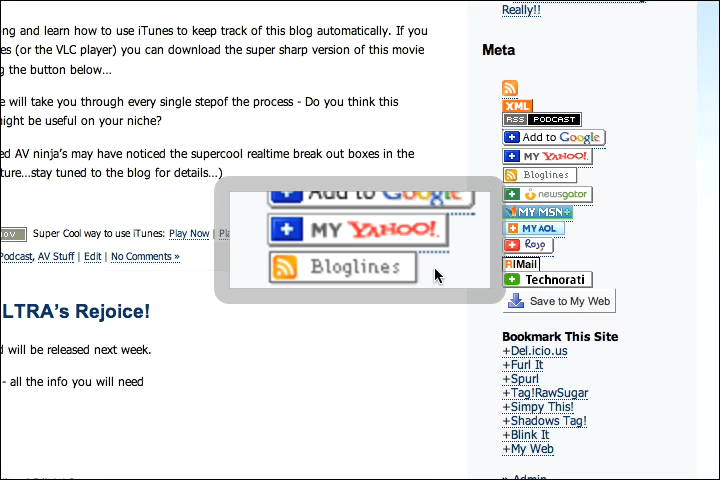 Really!!
ng and learn how to use iTunes to keep track of this blog automatically. If you
es (or the VLC player) you can download the super sharp version of this movie
g the button below…
e will take you through every single stepof the process - Do you think this
ight be useful on your niche?
ed AV ninja's may have noticed the supercool realtime break out boxes in the
ture…stay tuned to the blog for details…)
Super Cool way to use iTunes: Play Now |
Podcast, AV Stuff | Edit | No Comments »
LTRA's Rejoice!
d will be released next week.
- all the info you will need
Add to Google
MY YAHOO!.
Bloglines
Meta
XML
RSS PODCAST
Add to Google
MY YAHOO!.
Bloglines
newsgator
MY MSN+
MY AOL
Rojo
RIMail
Technorati
Save to My Web
Bookmark This Site
+Del.icio.us
+Furl It
+Spurl
+Tag!RawSugar
+Simpy This!
+Shadows Tag!
+Blink It
+My Web
» Admin